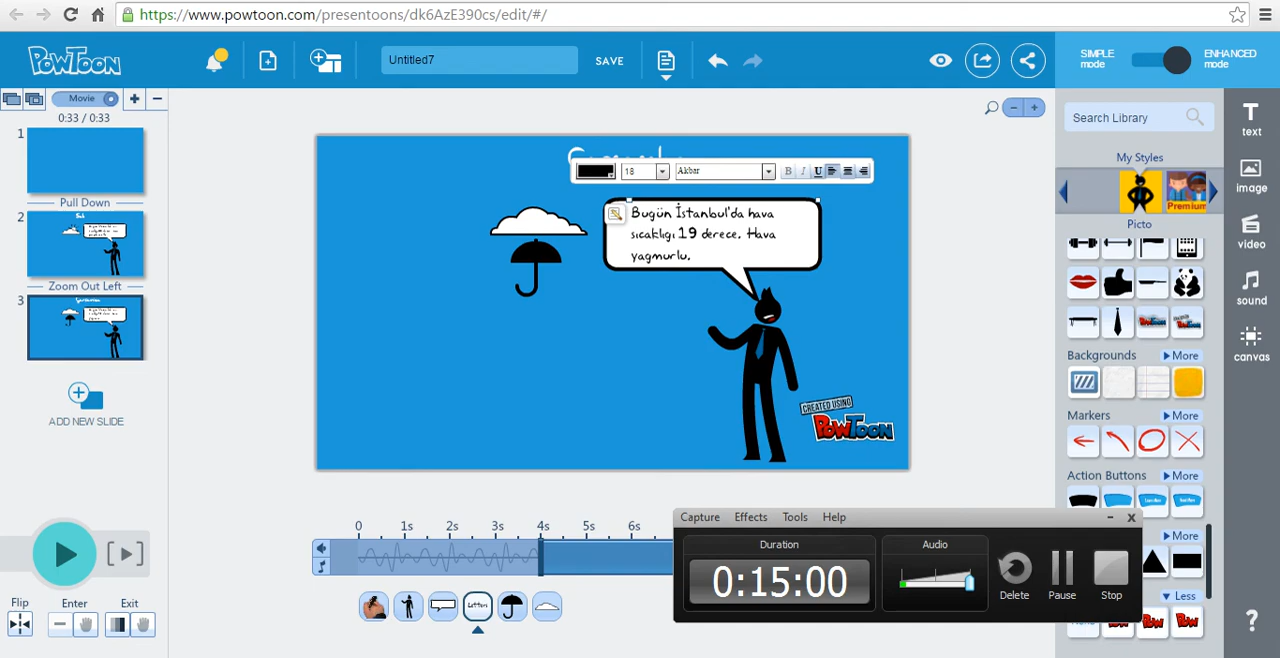 https://www.powtoon.com/presentoons/dk6AzE390cs/edit/#/
POWTOON
Untitled7
SAVE
SIMPLE
mode
ENHANCED
mode
Movie
0:33 / 0:33
1
Pull Down
2
Zoom Out Left
3
ADD NEW SLIDE
18
Akbar
B
I
U
Bugün İstanbul'da hava
sıcaklıgı 19 derece. Hava
yagmurlu.
CREATED USING
POWTOON
Search Library
My Styles
Premium
Picto
Backgrounds
More
Markers
More
Action Buttons
More
More
Less
T
text
image
video
sound
canvas
?
0
1s
2s
3s
4s
5s
6s
Letters
Flip
Enter
Exit
Capture
Effects
Tools
Help
Duration
0:15:00
Audio
Delete
Pause
Stop